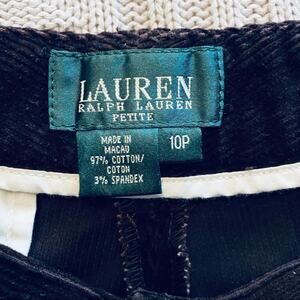 LAUREN
RALPH LAUREN
PETITE
MADE IN
MACAU
97% COTTON/
COTON
3% SPANDEX
10P